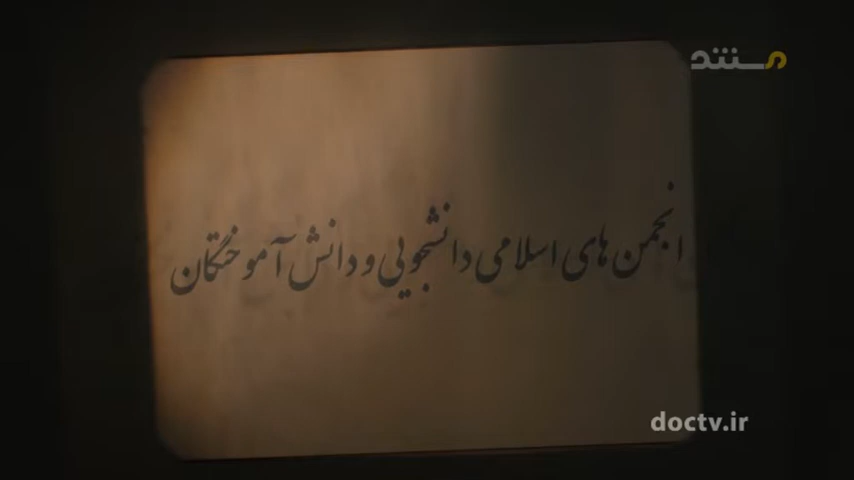 مستند
انجمن های اسلامی دانشجویی و دانش آموختگان
doctv.ir